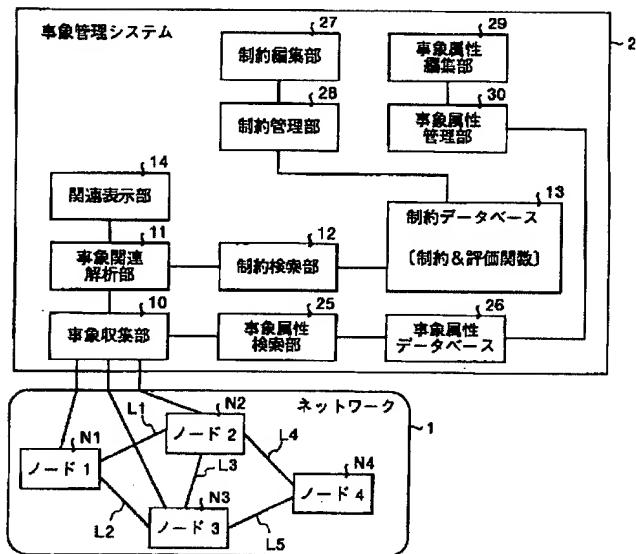 事象管理システム
2
27
制約編集部
29
事象属性
編集部
28
制約管理部
30
事象属性
管理部
14
関連表示部
13
制約データベース
〔制約&評価関数〕
11
事象関連
解析部
12
制約検索部
10
事象収集部
25
事象属性
検索部
26
事象属性
データベース
ネットワーク
1
N1
ノード 1
L1
N2
ノード 2
L4
L3
N4
ノード 4
L2
N3
ノード 3
L5